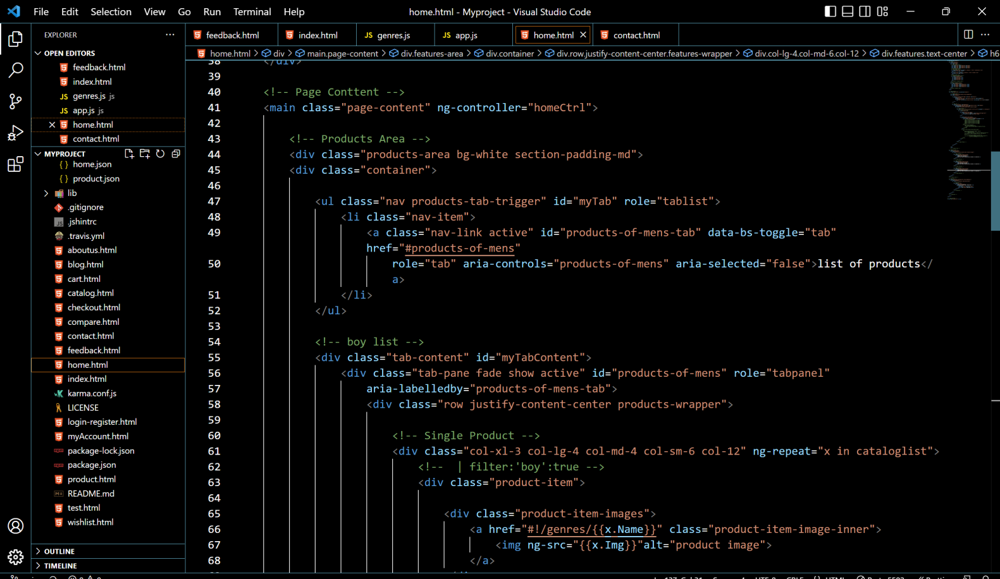 File Edit Selection View Go Run Terminal Help
home.html - Myproject - Visual Studio Code
EXPLORER
OPEN EDITORS
feedback.html
index.html
genres.js js
app.js js
home.html
contact.html
MYPROJECT
home.json
product.json
lib
.gitignore
.jshintrc
.travis.yml
aboutus.html
blog.html
cart.html
catalog.html
checkout.html
compare.html
contact.html
feedback.html
home.html
index.html
karma.conf.js
LICENSE
login-register.html
myAccount.html
package-lock.json
package.json
product.html
README.md
test.html
wishlist.html
OUTLINE
TIMELINE
feedback.html index.html JS genres.js JS app.js home.html contact.html
home.html > div > main.page-content > div.features-area > div.container > div.row.justify-content-center.features-wrapper > div.col-lg-4.col-md-6.col-12 > div.features.text-center > h6
38 </div>
39
40 <!-- Page Conttent -->
41 <main class="page-content" ng-controller="homeCtrl">
42
43 <!-- Products Area -->
44 <div class="products-area bg-white section-padding-md">
45 <div class="container">
46
47 <ul class="nav products-tab-trigger" id="myTab" role="tablist">
48 <li class="nav-item">
49 <a class="nav-link active" id="products-of-mens-tab" data-bs-toggle="tab"
href="#products-of-mens"
50 role="tab" aria-controls="products-of-mens" aria-selected="false">list of products</
a>
51 </li>
52 </ul>
53
54 <!-- boy list -->
55 <div class="tab-content" id="myTabContent">
56 <div class="tab-pane fade show active" id="products-of-mens" role="tabpanel"
57 aria-labelledby="products-of-mens-tab">
58 <div class="row justify-content-center products-wrapper">
59
60 <!-- Single Product -->
61 <div class="col-xl-3 col-lg-4 col-md-4 col-sm-6 col-12" ng-repeat="x in cataloglist">
62 <!-- | filter:'boy':true -->
63 <div class="product-item">
64
65 <div class="product-item-images">
66 <a href="#!/genres/{{x.Name}}" class="product-item-image-inner">
67 <img ng-src="{{x.Img}}"alt="product image">
68 </a>